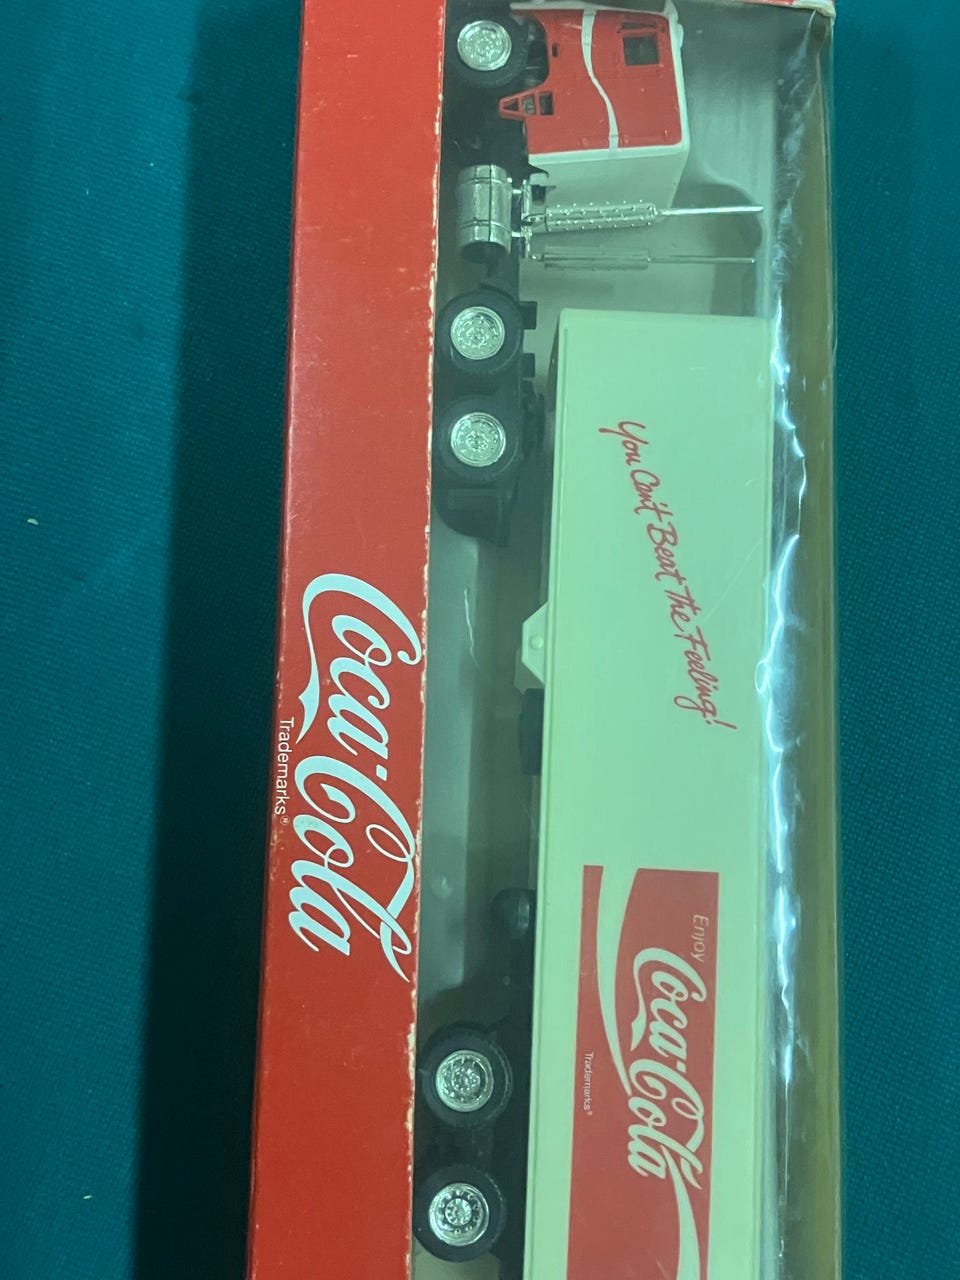 Coca-Cola
Trademarks®
You Can't Beat The Feeling!
Enjoy
Coca-Cola
Trademarks®